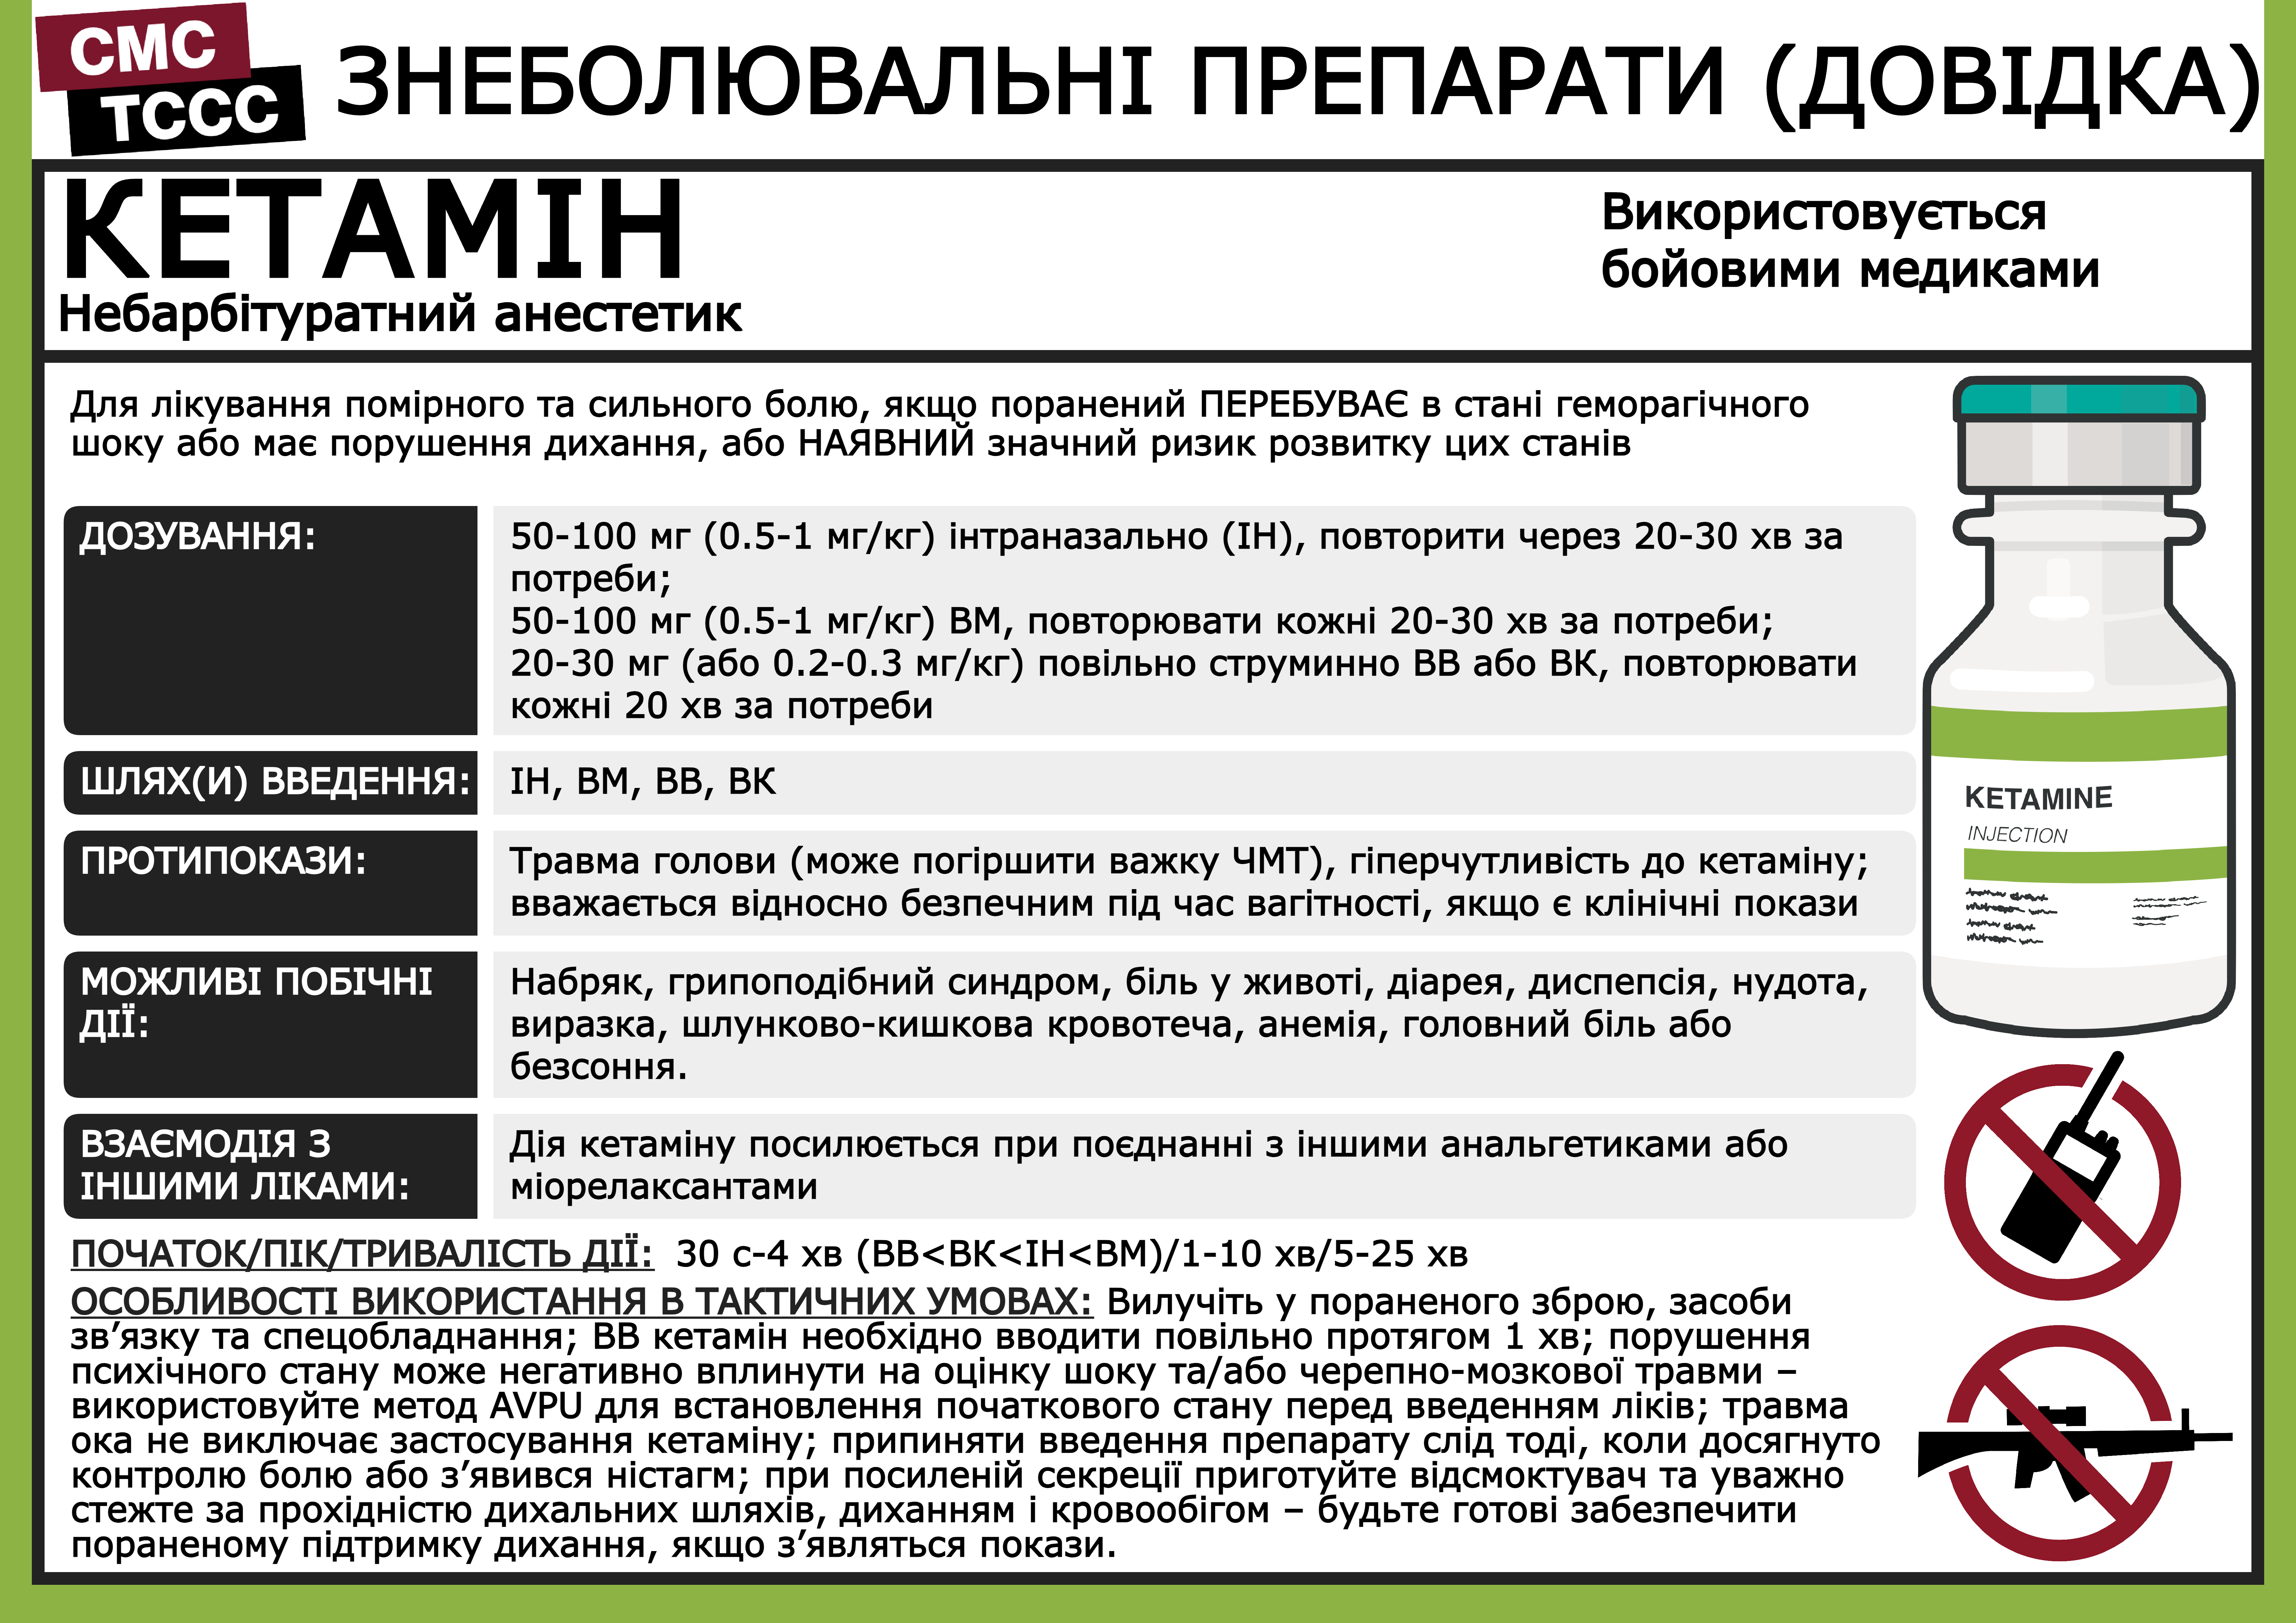 CMC
TCCC
ЗНЕБОЛЮВАЛЬНІ ПРЕПАРАТИ (ДОВІДКА)
КЕТАМІН
Небарбітуратний анестетик
Використовується
бойовими медиками
Для лікування помірного та сильного болю, якщо поранений ПЕРЕБУВАЄ в стані геморагічного
шоку або має порушення дихання, або НАЯВНИЙ значний ризик розвитку цих станів
ДОЗУВАННЯ:
50-100 мг (0.5-1 мг/кг) інтраназально (ІН), повторити через 20-30 хв за
потреби;
50-100 мг (0.5-1 мг/кг) ВМ, повторювати кожні 20-30 хв за потреби;
20-30 мг (або 0.2-0.3 мг/кг) повільно струминно ВВ або ВК, повторювати
кожні 20 хв за потреби
ШЛЯХ(И) ВВЕДЕННЯ:
ІН, ВМ, ВВ, ВК
ПРОТИПОКАЗИ:
Травма голови (може погіршити важку ЧМТ), гіперчутливість до кетаміну;
вважається відносно безпечним під час вагітності, якщо є клінічні покази
МОЖЛИВІ ПОБІЧНІ
ДІЇ:
Набряк, грипоподібний синдром, біль у животі, діарея, диспепсія, нудота,
виразка, шлунково-кишкова кровотеча, анемія, головний біль або
безсоння.
ВЗАЄМОДІЯ З
ІНШИМИ ЛІКАМИ:
Дія кетаміну посилюється при поєднанні з іншими анальгетиками або
міорелаксантами
KETAMINE
INJECTION
ПОЧАТОК/ПІК/ТРИВАЛІСТЬ ДІЇ: 30 с-4 хв (ВВ<ВК<ІН<ВМ)/1-10 хв/5-25 хв
ОСОБЛИВОСТІ ВИКОРИСТАННЯ В ТАКТИЧНИХ УМОВАХ: Вилучіть у пораненого зброю, засоби
зв’язку та спецобладнання; ВВ кетамін необхідно вводити повільно протягом 1 хв; порушення
психічного стану може негативно вплинути на оцінку шоку та/або черепно-мозкової травми –
використовуйте метод AVPU для встановлення початкового стану перед введенням ліків; травма
ока не виключає застосування кетаміну; припиняти введення препарату слід тоді, коли досягнуто
контролю болю або з’явився ністагм; при посиленій секреції приготуйте відсмоктувач та уважно
стежте за прохідністю дихальних шляхів, диханням і кровообігом – будьте готові забезпечити
пораненому підтримку дихання, якщо з’являться покази.